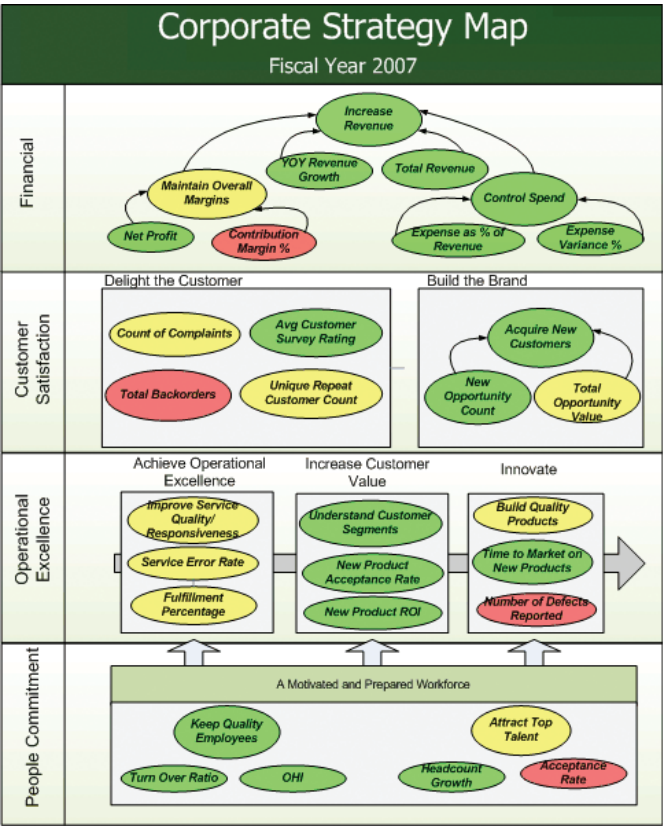 Corporate Strategy Map
Fiscal Year 2007
Financial
Increase
Revenue
YOY Revenue
Growth
Total Revenue
Maintain Overall
Margins
Control Spend
Net Profit
Contribution
Margin %
Expense as % of
Revenue
Expense
Variance %
Customer
Satisfaction
Delight the Customer
Count of Complaints
Avg Customer
Survey Rating
Total Backorders
Unique Repeat
Customer Count
Build the Brand
Acquire New
Customers
New
Opportunity
Count
Total
Opportunity
Value
Operational
Excellence
Achieve Operational
Excellence
Improve Service
Quality/
Responsiveness
Service Error Rate
Fulfillment
Percentage
Increase Customer
Value
Understand Customer
Segments
New Product
Acceptance Rate
New Product ROI
Innovate
Build Quality
Products
Time to Market on
New Products
Number of Defects
Reported
People Commitment
A Motivated and Prepared Workforce
Keep Quality
Employees
Turn Over Ratio
OHI
Attract Top
Talent
Headcount
Growth
Acceptance
Rate